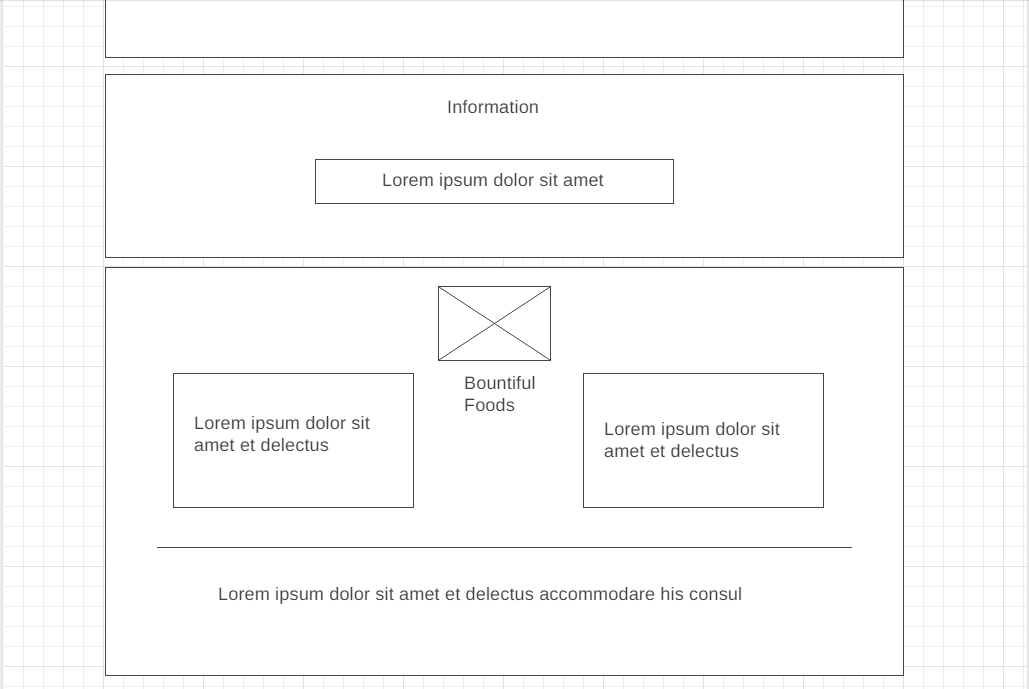 Information
Lorem ipsum dolor sit amet
Bountiful
Foods
Lorem ipsum dolor sit
amet et delectus
Lorem ipsum dolor sit
amet et delectus
Lorem ipsum dolor sit amet et delectus accommodare his consul